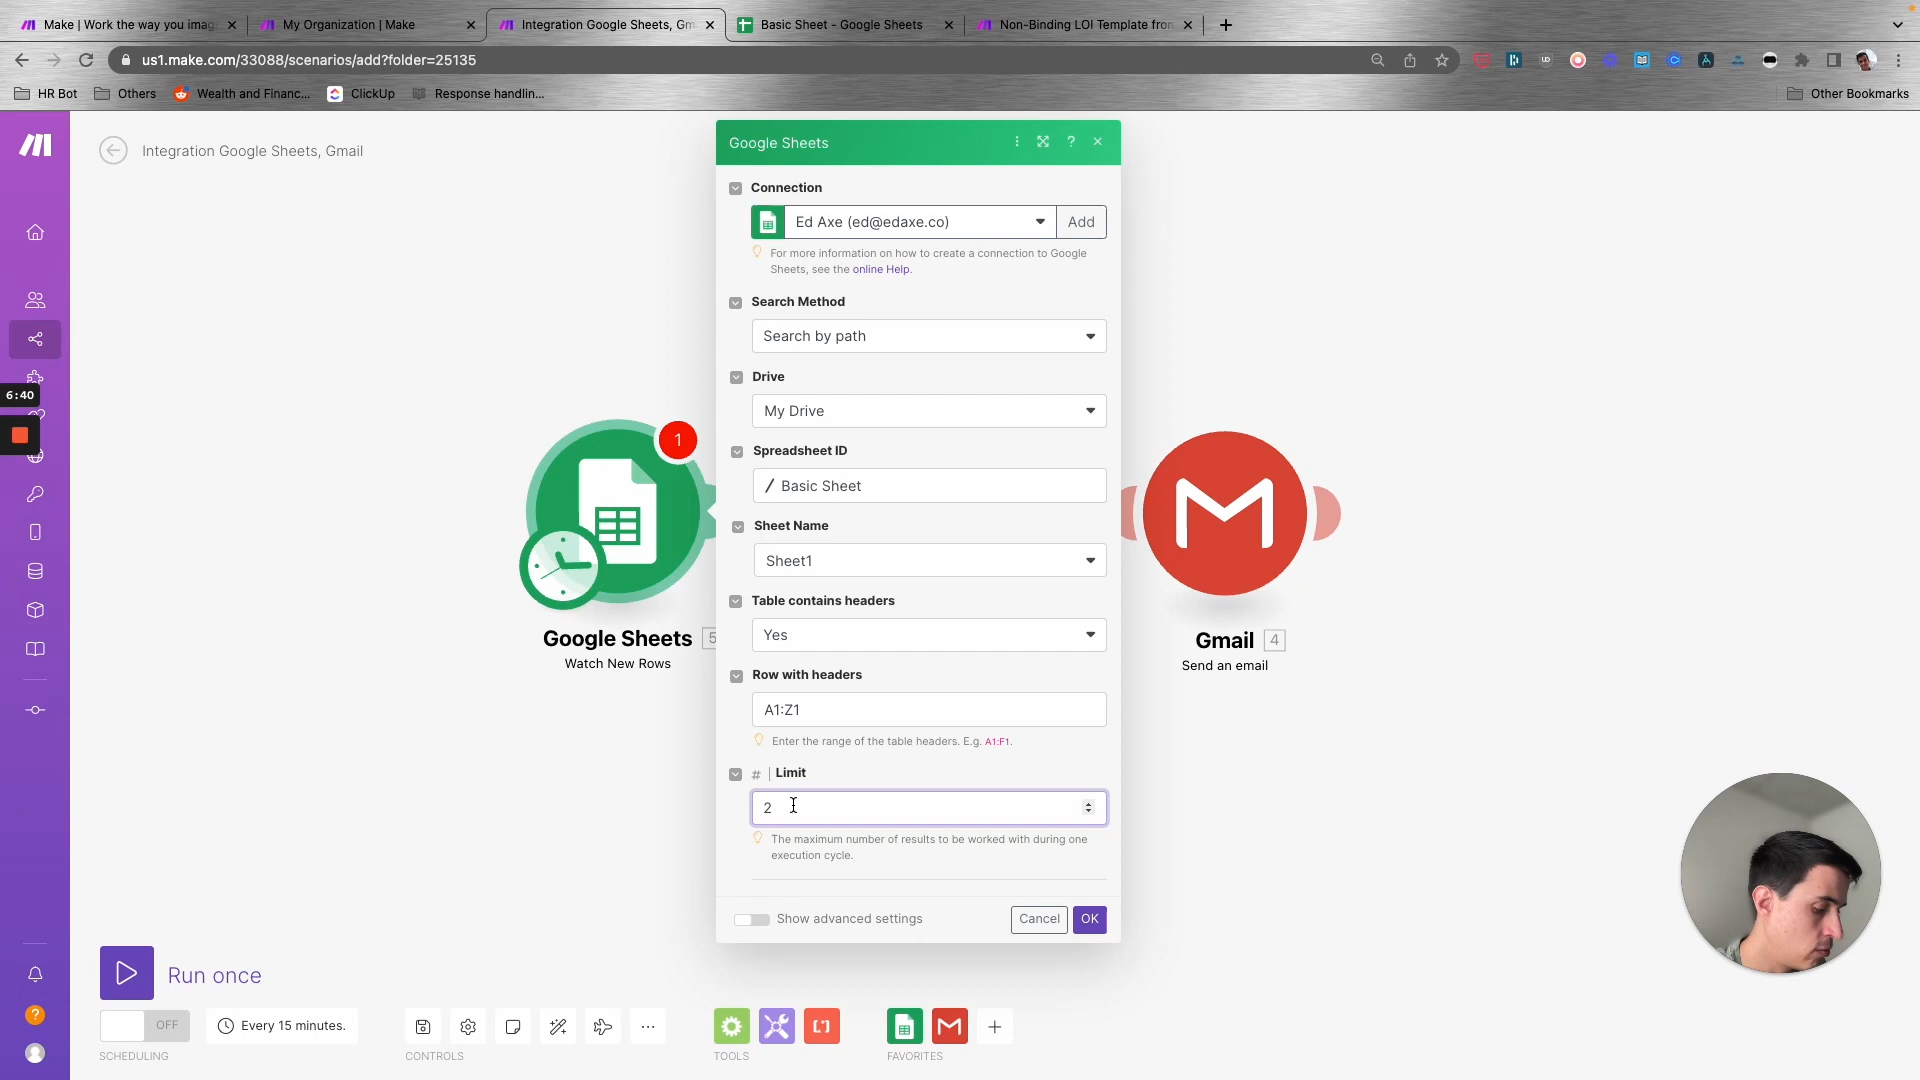 Make | Work the way you imag
My Organization | Make
Integration Google Sheets, Gm
Basic Sheet - Google Sheets
Non-Binding LOI Template from
us1.make.com/33088/scenarios/add?folder=25135
HR Bot
Others
Wealth and Financ...
ClickUp
Response handlin...
Other Bookmarks
Integration Google Sheets, Gmail
Google Sheets
Connection
Ed Axe (ed@edaxe.co)
Add
For more information on how to create a connection to Google
Sheets, see the online Help.
Search Method
Search by path
Drive
My Drive
Spreadsheet ID
/ Basic Sheet
Sheet Name
Sheet1
Table contains headers
Yes
Row with headers
A1:Z1
Enter the range of the table headers. E.g. A1:F1.
# | Limit
2
The maximum number of results to be worked with during one
execution cycle.
Show advanced settings
Cancel
OK
6:40
1
Google Sheets 5
Watch New Rows
Gmail 4
Send an email
Run once
OFF
Every 15 minutes.
SCHEDULING
CONTROLS
TOOLS
FAVORITES